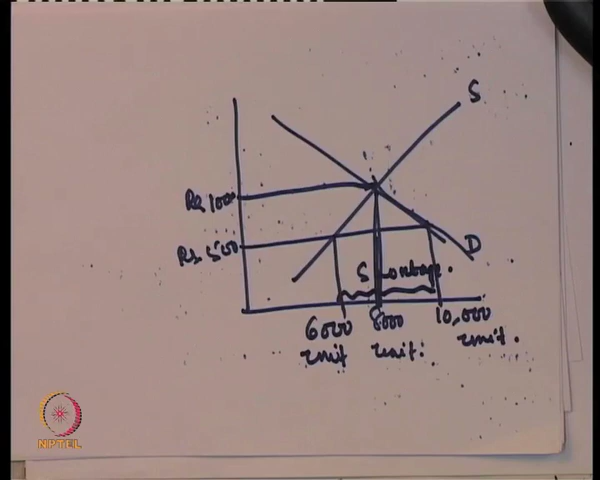 S
Rs 1000
Rs 500
D
Shortage.
6000 8000 10,000
unit unit. unit.
NPTEL